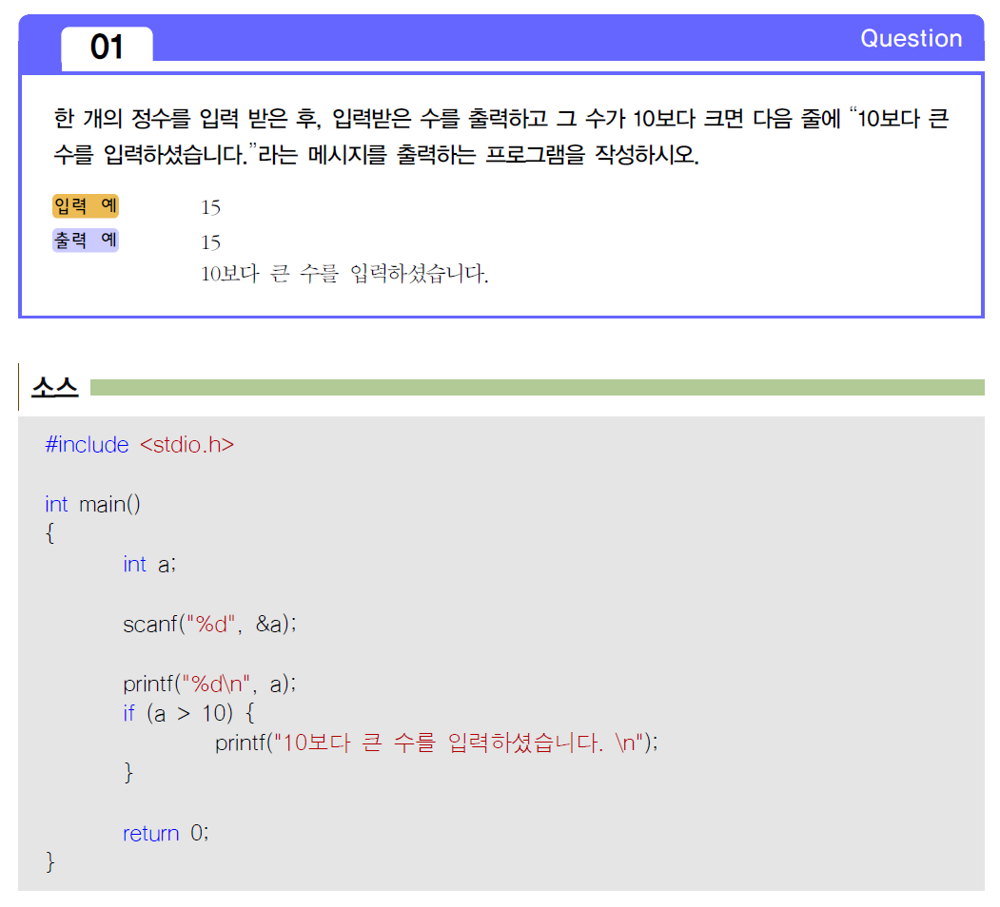 01
Question
한 개의 정수를 입력 받은 후, 입력받은 수를 출력하고 그 수가 10보다 크면 다음 줄에 “10보다 큰
수를 입력하셨습니다.”라는 메시지를 출력하는 프로그램을 작성하시오.
입력 예 15
출력 예 15
10보다 큰 수를 입력하셨습니다.
소스
#include <stdio.h>
int main()
{
int a;
scanf("%d", &a);
printf("%d\n", a);
if (a > 10) {
printf("10보다 큰 수를 입력하셨습니다. \n");
}
return 0;
}